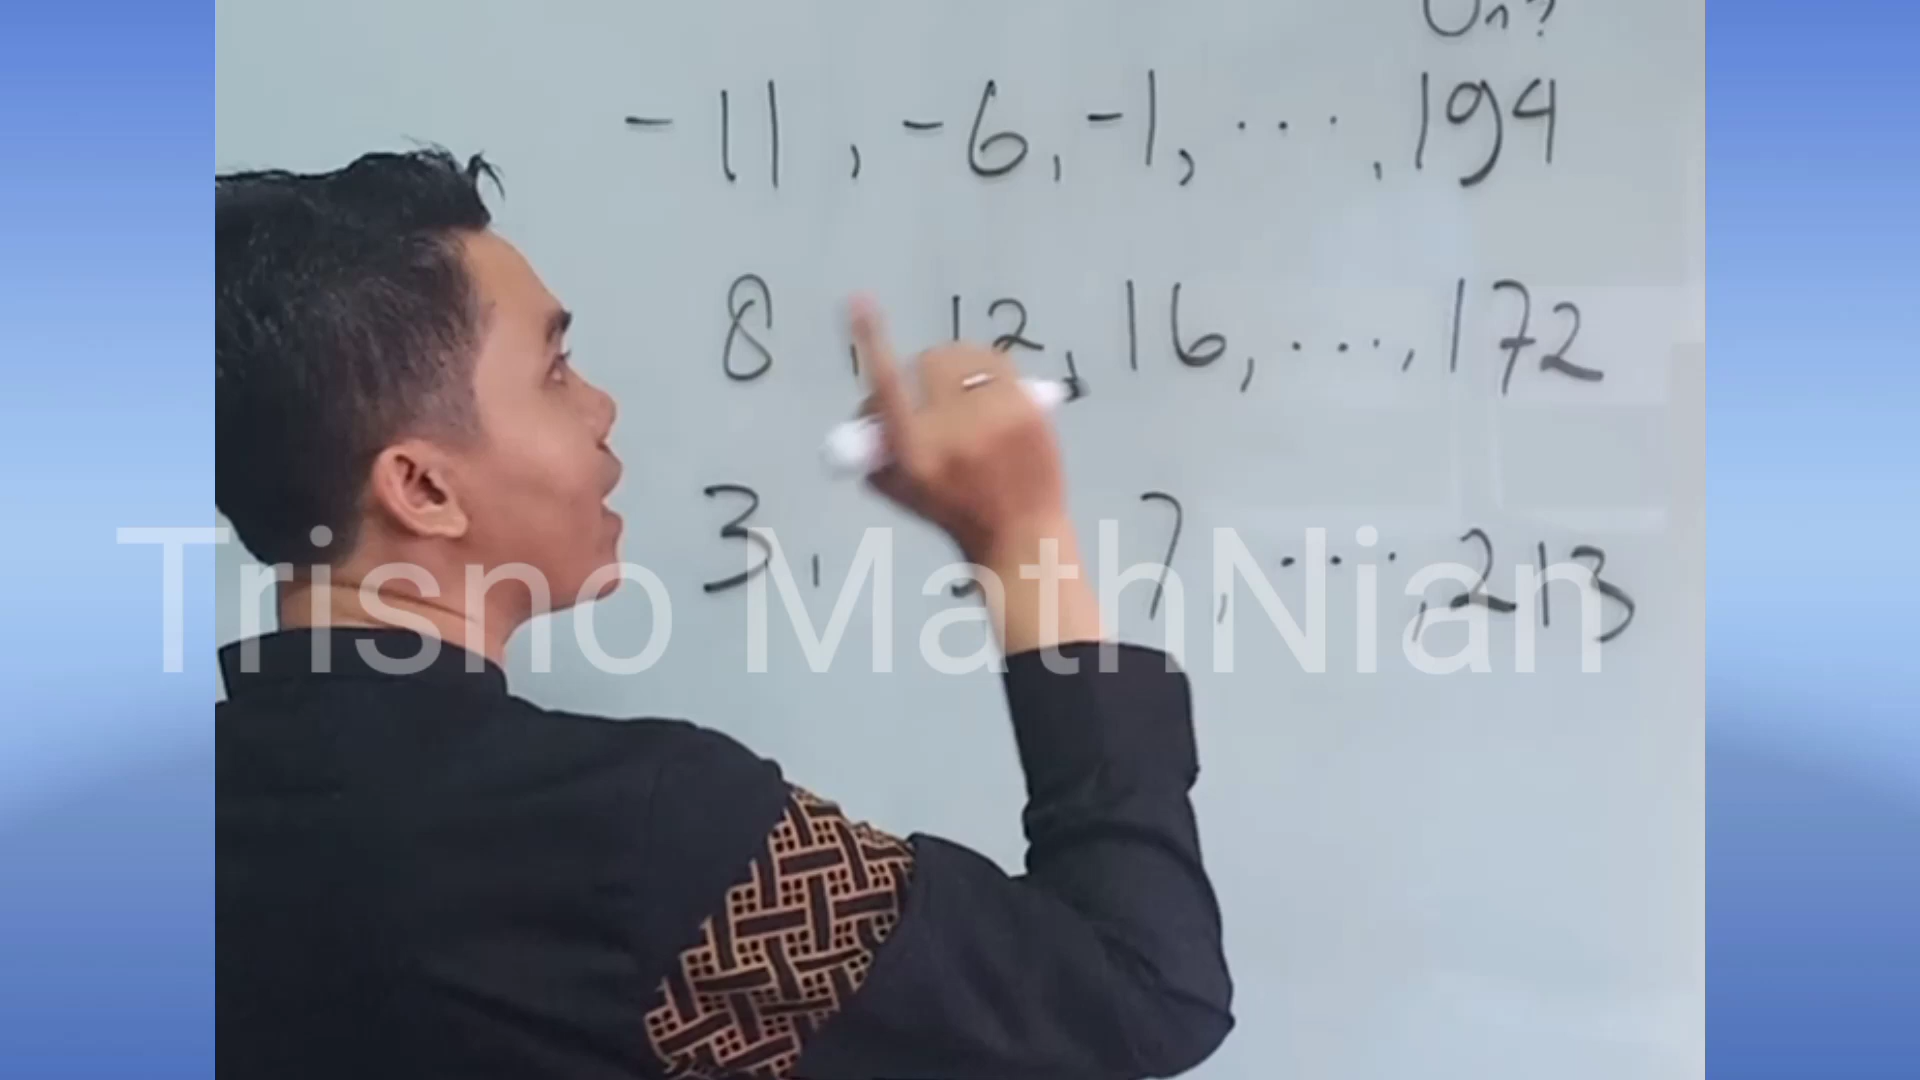 Un?
-11, -6, -1, ..., 194
8, 12, 16, ..., 172
3, 7, ..., 213
Trisno MathNian